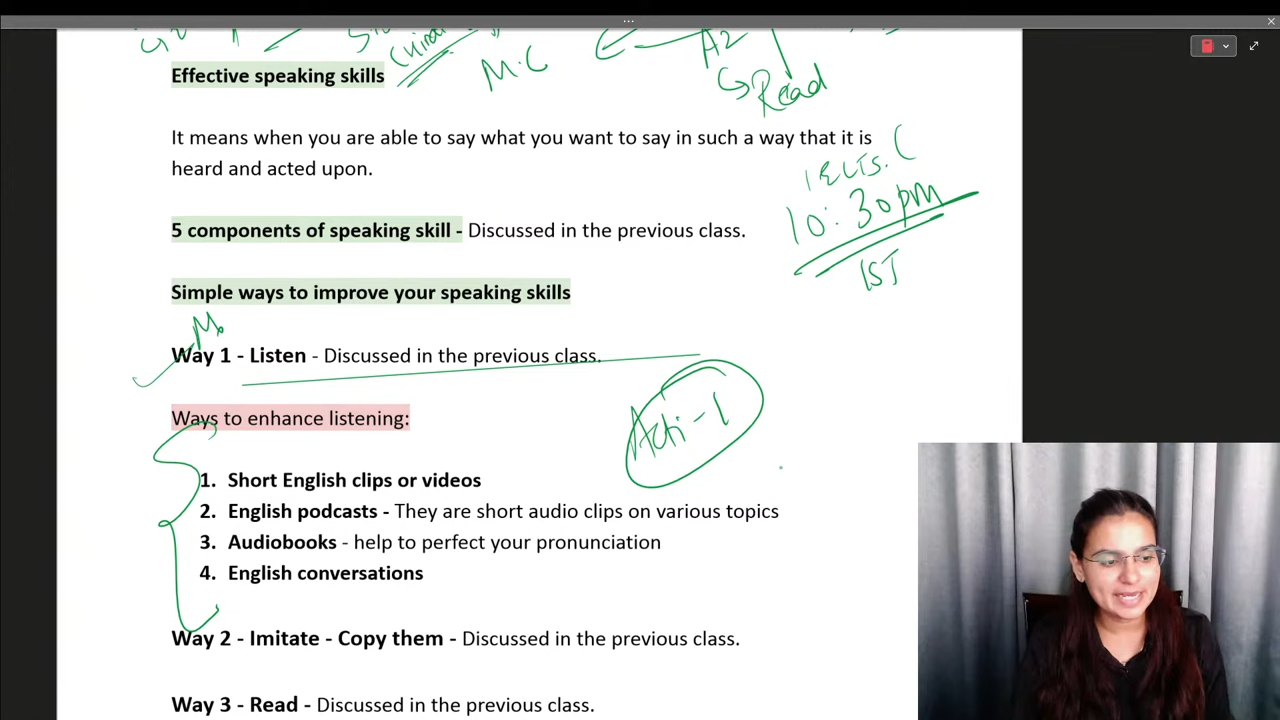 M.C
A2
Read
Effective speaking skills
It means when you are able to say what you want to say in such a way that it is
heard and acted upon.
IELTS. (
10:30pm
IST
5 components of speaking skill - Discussed in the previous class.
Simple ways to improve your speaking skills
Way 1 - Listen - Discussed in the previous class.
Ways to enhance listening:
Acti-1
1. Short English clips or videos
2. English podcasts - They are short audio clips on various topics
3. Audiobooks - help to perfect your pronunciation
4. English conversations
Way 2 - Imitate - Copy them - Discussed in the previous class.
Way 3 - Read - Discussed in the previous class.